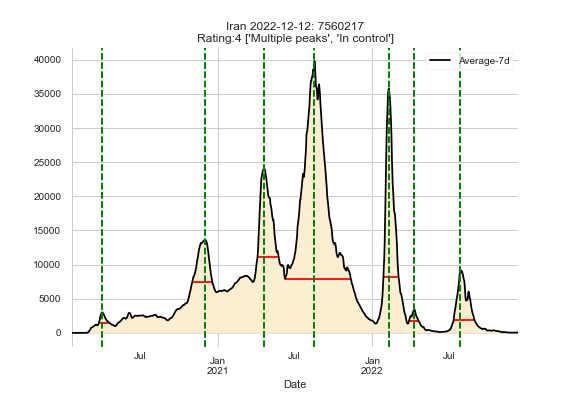 Iran 2022-12-12: 7560217
Rating:4 ['Multiple peaks', 'In control']
Average-7d
40000
35000
30000
25000
20000
15000
10000
5000
0
Jul
Jan
2021
Jul
Jan
2022
Jul
Date